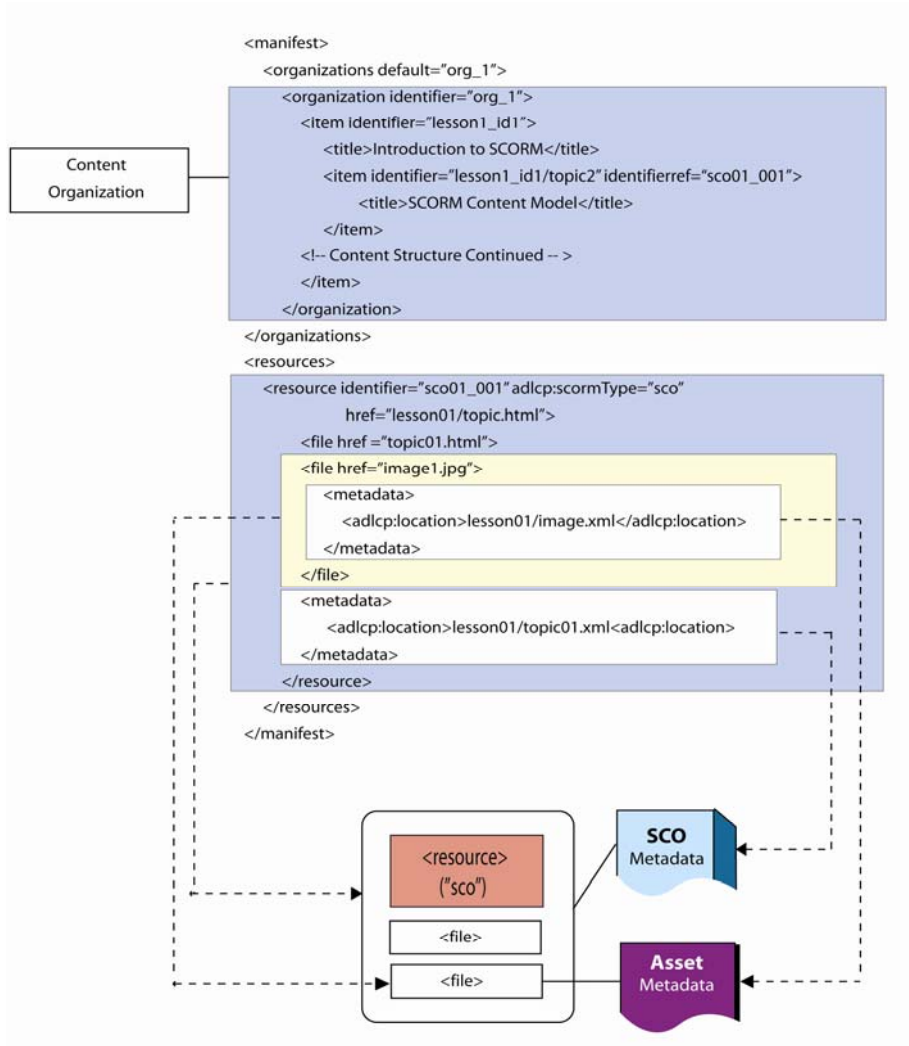 <manifest>
<organizations default="org_1">
<organization identifier="org_1">
<item identifier="lesson1_id1">
<title>Introduction to SCORM</title>
<item identifier="lesson1_id1/topic2" identifierref="sco01_001">
<title>SCORM Content Model</title>
</item>
<!-- Content Structure Continued -- >
</item>
</organization>
</organizations>
Content
Organization
<resources>
<resource identifier="sco01_001" adlcp:scormType="sco"
href="lesson01/topic.html">
<file href ="topic01.html">
<file href="image1.jpg">
<metadata>
<adlcp:location>lesson01/image.xml</adlcp:location>
</metadata>
</file>
<metadata>
<adlcp:location>lesson01/topic01.xml<adlcp:location>
</metadata>
</resource>
</resources>
</manifest>
<resource>
("sco")
<file>
<file>
SCO
Metadata
Asset
Metadata